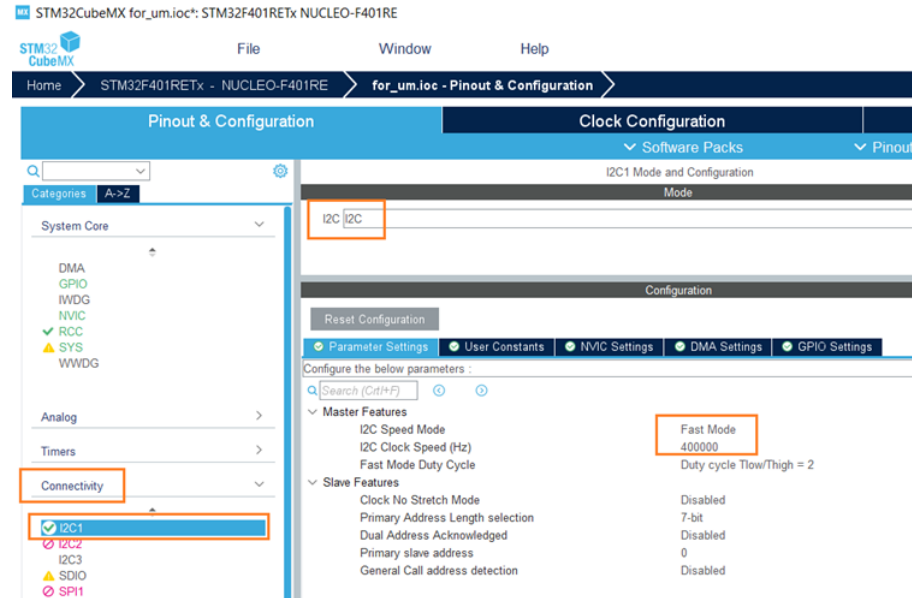 MX STM32CubeMX for_um.ioc*: STM32F401RETx NUCLEO-F401RE
STM32 CubeMX File Window Help
Home STM32F401RETx - NUCLEO-F401RE for_um.ioc - Pinout & Configuration
Pinout & Configuration Clock Configuration
Software Packs Pinout
I2C1 Mode and Configuration
Categories A->Z Mode
System Core I2C I2C
DMA
GPIO
IWDG
NVIC
RCC
SYS
WWDG
Analog
Timers
Connectivity
I2C1
I2C2
I2C3
SDIO
SPI1
Configuration
Reset Configuration
Parameter Settings User Constants NVIC Settings DMA Settings GPIO Settings
Configure the below parameters :
Search (Crtl+F)
Master Features
I2C Speed Mode Fast Mode
I2C Clock Speed (Hz) 400000
Fast Mode Duty Cycle Duty cycle Tlow/Thigh = 2
Slave Features
Clock No Stretch Mode Disabled
Primary Address Length selection 7-bit
Dual Address Acknowledged Disabled
Primary slave address 0
General Call address detection Disabled